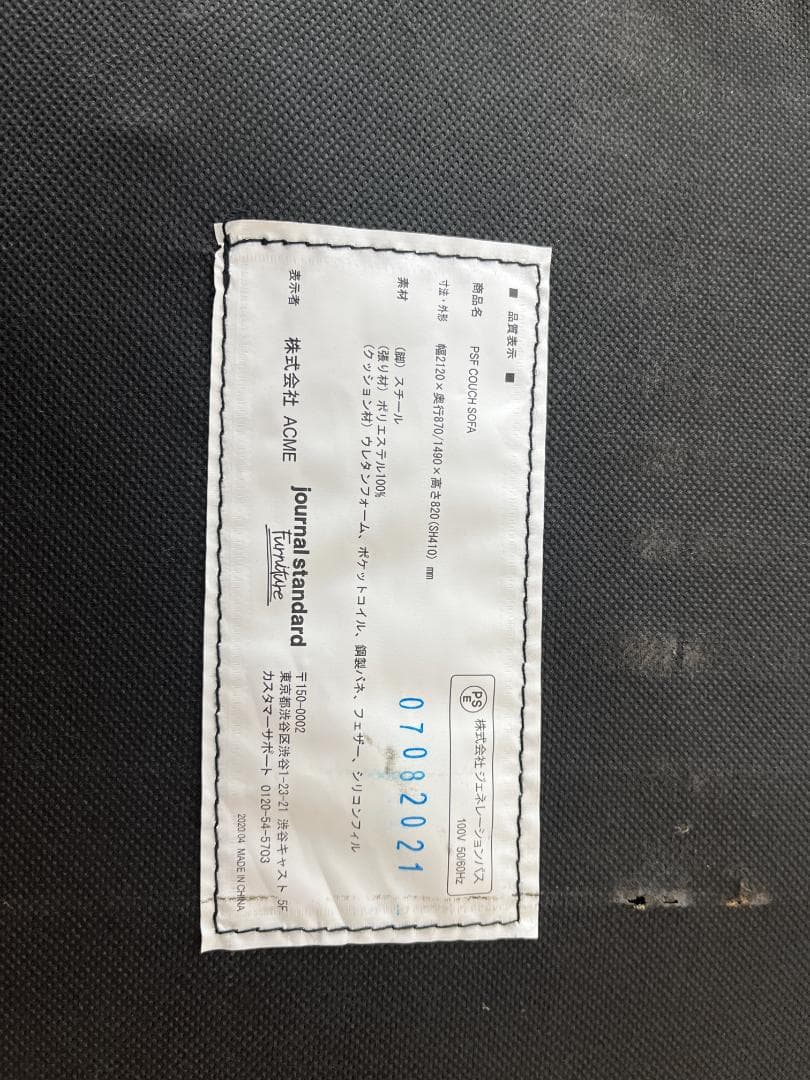 ■ 品質表示 ■
商品名 PSF COUCH SOFA
寸法・外形 幅2120×奥行870/1490×高さ820(SH410) mm
素材 (脚) スチール
(張り材) ポリエステル100%
(クッション材) ウレタンフォーム、ポケットコイル、鋼製バネ、フェザー、シリコンフィル
PS E 株式会社 ジェネレーションパス
100V 50/60Hz
07082021
表示者 株式会社 ACME journal standard Furniture
〒150-0002
東京都渋谷区渋谷1-23-21 渋谷キャスト 5F
カスタマーサポート 0120-54-5703
2020.04 MADE IN CHINA